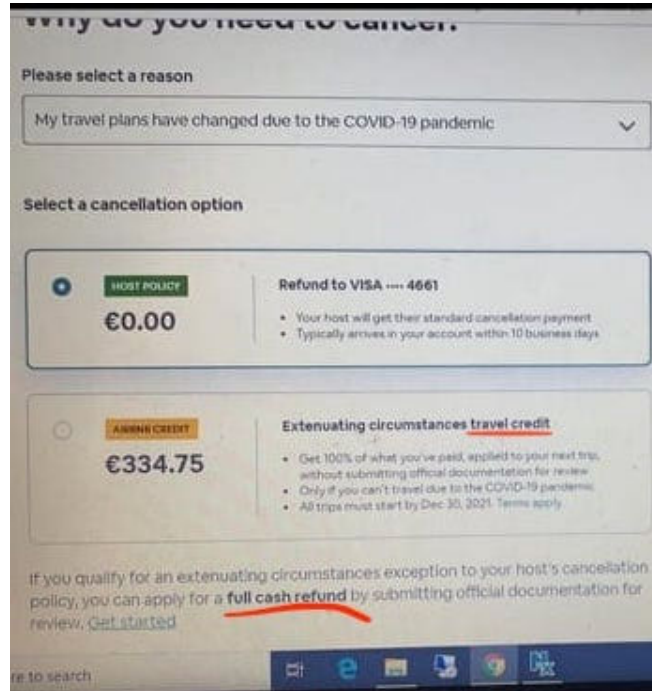 Why do you need to cancel?
Please select a reason
My travel plans have changed due to the COVID-19 pandemic
Select a cancellation option
HOST POLICY
€0.00
Refund to VISA •••• 4661
• Your host will get their standard cancellation payment
• Typically arrives in your account within 10 business days
AIRBNB CREDIT
€334.75
Extenuating circumstances travel credit
• Get 100% of what you've paid, applied to your next trip,
without submitting official documentation for review
• Only if you can't travel due to the COVID-19 pandemic
• All trips must start by Dec 30, 2021. Terms apply.
If you qualify for an extenuating circumstances exception to your host's cancellation
policy, you can apply for a full cash refund by submitting official documentation for
review. Get started
re to search